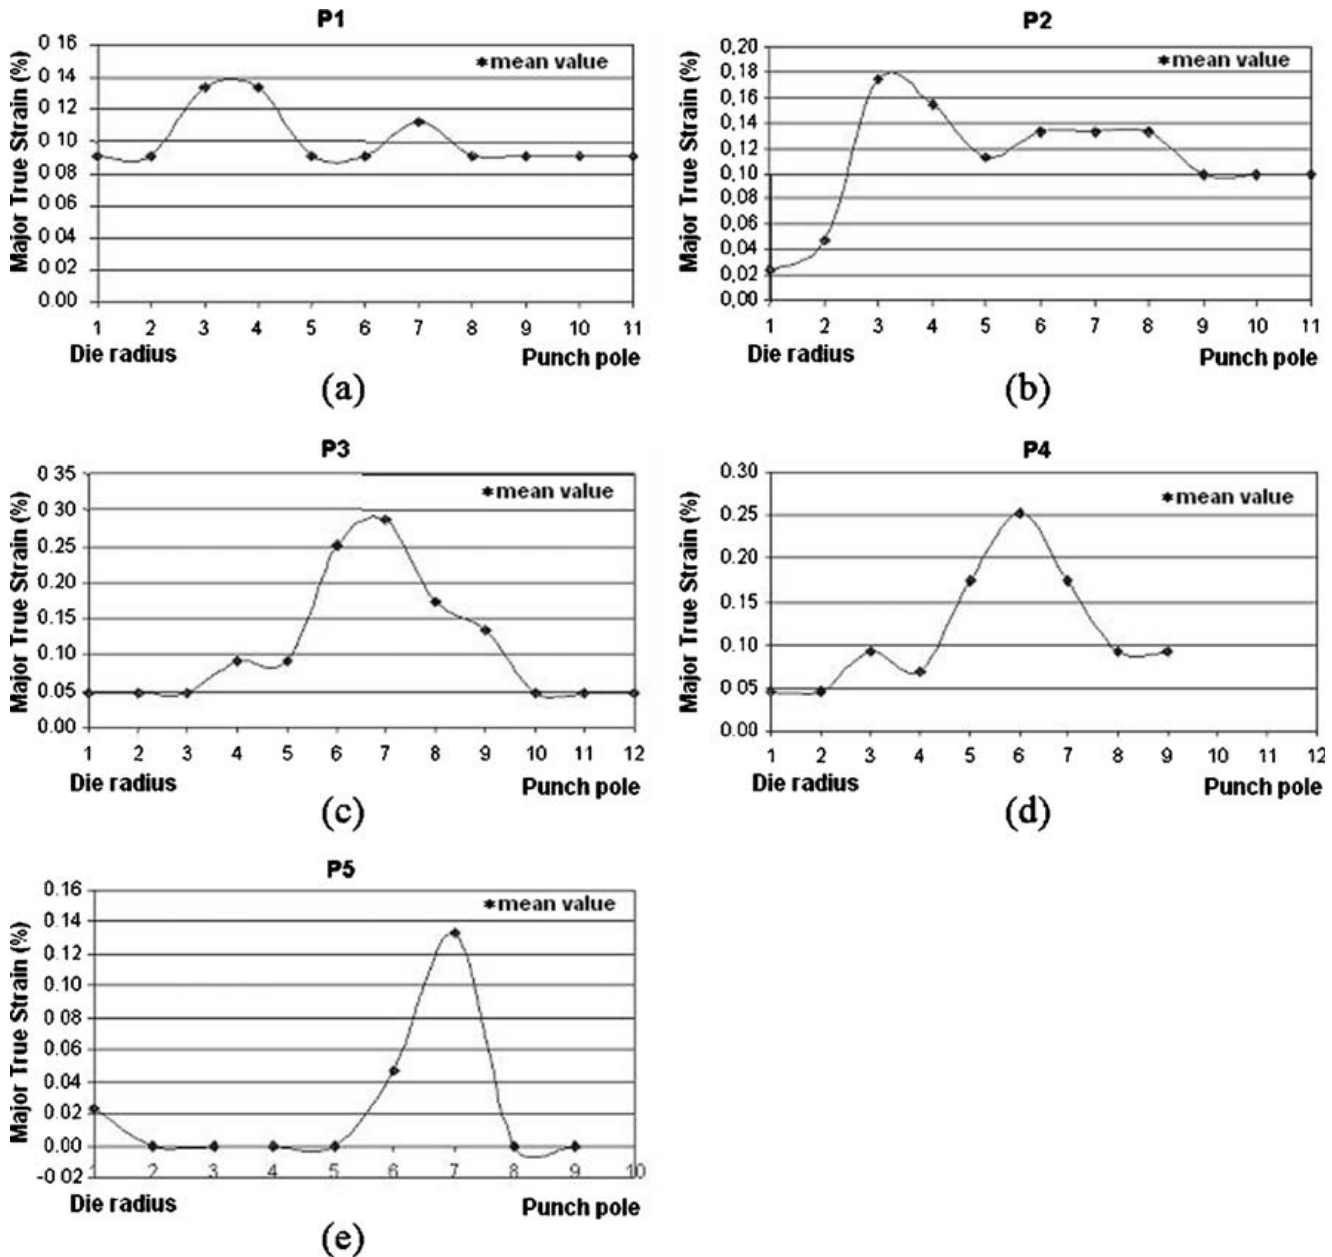 P1
Major True Strain (%)
0 16
0 14
0 12
0 10
0 08
0 06
0 04
0 02
0.00
mean value
1 2 3 4 5 6 7 8 9 10 11
Die radius Punch pole
(a)
P2
Major True Strain (%)
0,20
0,18
0,16
0,14
0,12
0,10
0,08
0,06
0,04
0,02
0,00
mean value
1 2 3 4 5 6 7 8 9 10 11
Die radius Punch pole
(b)
P3
Major True Strain (%)
0 35
0 30
0.25
0.20
0.15
0.10
0.05
0.00
mean value
1 2 3 4 5 6 7 8 9 10 11 12
Die radius Punch pole
(c)
P4
Major True Strain (%)
0.30
0.25
0.20
0.15
0.10
0.05
0.00
mean value
1 2 3 4 5 6 7 8 9 10 11 12
Die radius Punch pole
(d)
P5
Major True Strain (%)
0.16
0.14
0.12
0.10
0.08
0.06
0.04
0.02
0.00
-0.02
mean value
1 2 3 4 5 6 7 8 9 10
Die radius Punch pole
(e)